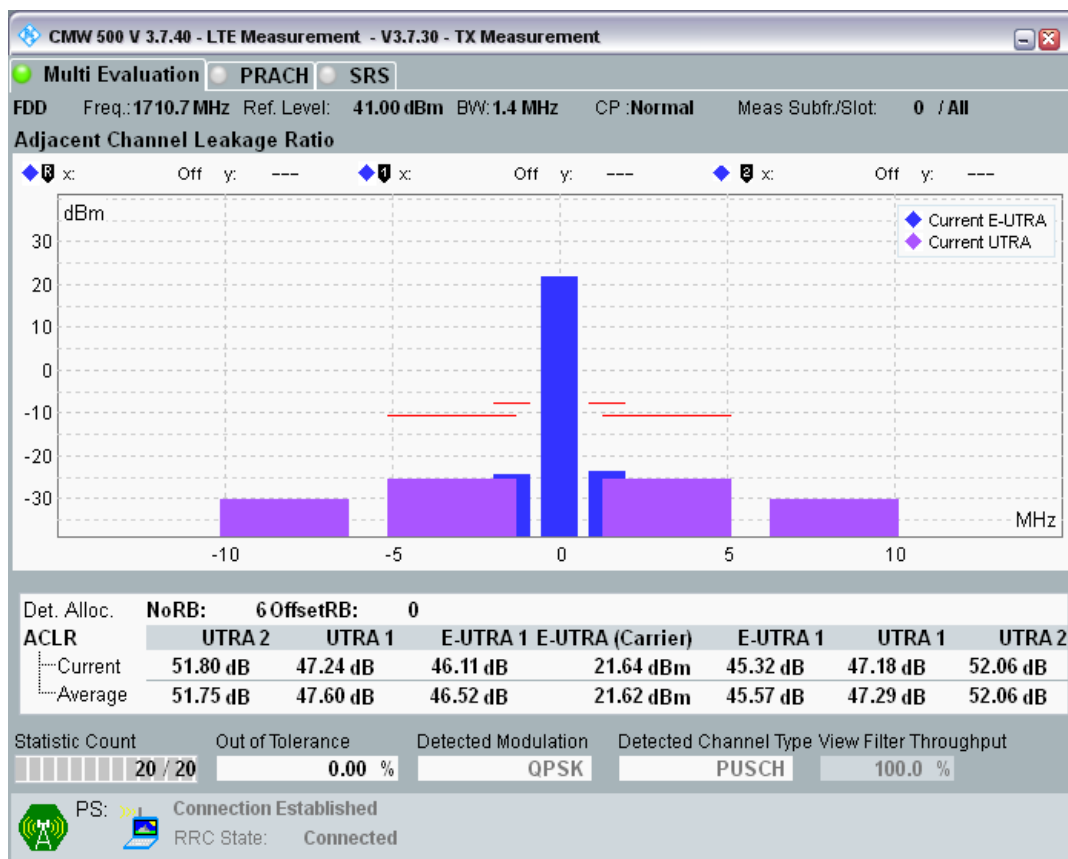 CMW 500 V 3.7.40 - LTE Measurement - V3.7.30 - TX Measurement
Multi Evaluation PRACH SRS
FDD Freq.: 1710.7 MHz Ref. Level: 41.00 dBm BW: 1.4 MHz CP :Normal Meas Subfr./Slot: 0 / All
Adjacent Channel Leakage Ratio
R x: Off y: --- 1 x: Off y: --- 2 x: Off y: ---
dBm
Current E-UTRA
Current UTRA
30
20
10
0
-10
-20
-30
MHz
-10 -5 0 5 10
Det. Alloc. NoRB: 6 OffsetRB: 0
ACLR UTRA 2 UTRA 1 E-UTRA 1 E-UTRA (Carrier) E-UTRA 1 UTRA 1 UTRA 2
Current 51.80 dB 47.24 dB 46.11 dB 21.64 dBm 45.32 dB 47.18 dB 52.06 dB
Average 51.75 dB 47.60 dB 46.52 dB 21.62 dBm 45.57 dB 47.29 dB 52.06 dB
Statistic Count Out of Tolerance Detected Modulation Detected Channel Type View Filter Throughput
20 / 20 0.00 % QPSK PUSCH 100.0 %
PS: Connection Established
RRC State: Connected